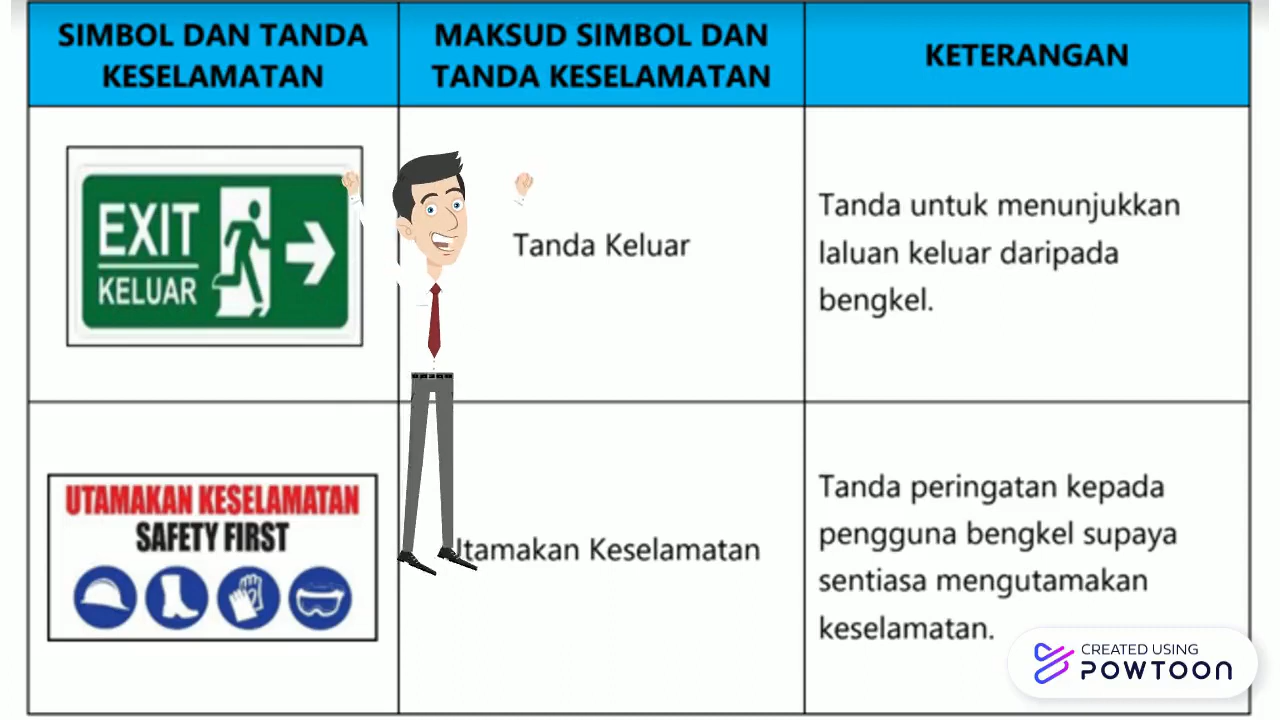 SIMBOL DAN TANDA
KESELAMATAN
MAKSUD SIMBOL DAN
TANDA KESELAMATAN
KETERANGAN
EXIT
KELUAR
Tanda Keluar
Tanda untuk menunjukkan
laluan keluar daripada
bengkel.
UTAMAKAN KESELAMATAN
SAFETY FIRST
Utamakan Keselamatan
Tanda peringatan kepada
pengguna bengkel supaya
sentiasa mengutamakan
keselamatan.
CREATED USING
POWTOON